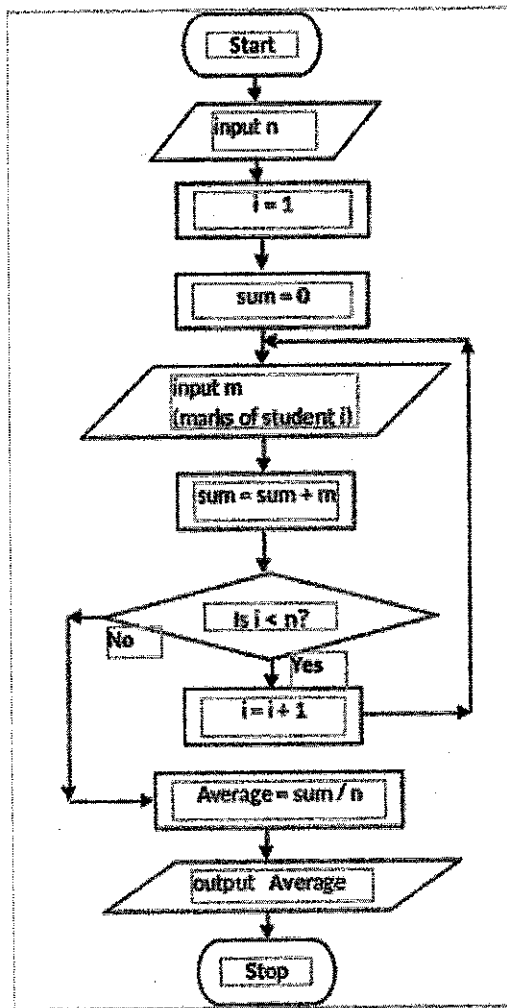 Start
input n
i = 1
sum = 0
input m
(marks of student i)
sum = sum + m
Is i < n?
No
Yes
i = i + 1
Average = sum / n
output Average
Stop